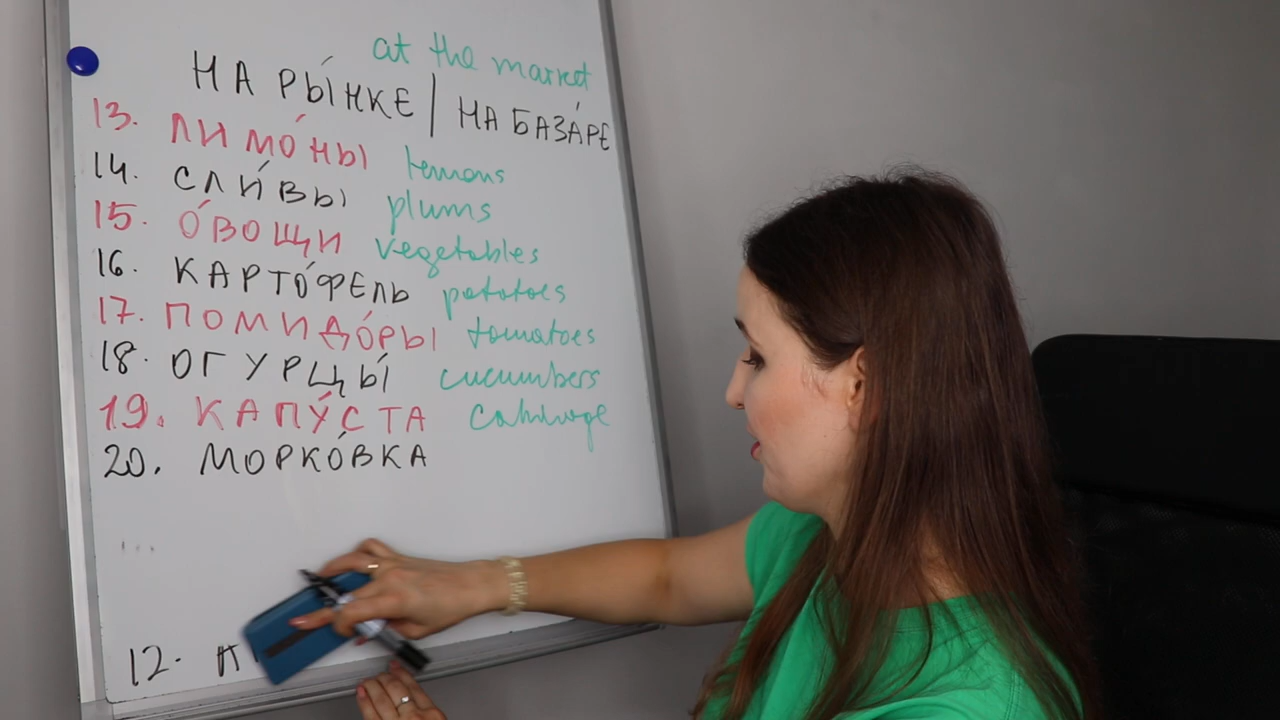 at the market
НА РЫ́НКЕ / НА БАЗА́РЕ
13. ЛИМО́НЫ lemons
14. СЛИ́ВЫ plums
15. О́ВОЩИ vegetables
16. КАРТО́ФЕЛЬ potatoes
17. ПОМИДО́РЫ tomatoes
18. ОГУРЦЫ́ cucumbers
19. КАПУ́СТА cabbage
20. МОРКО́ВКА
12.